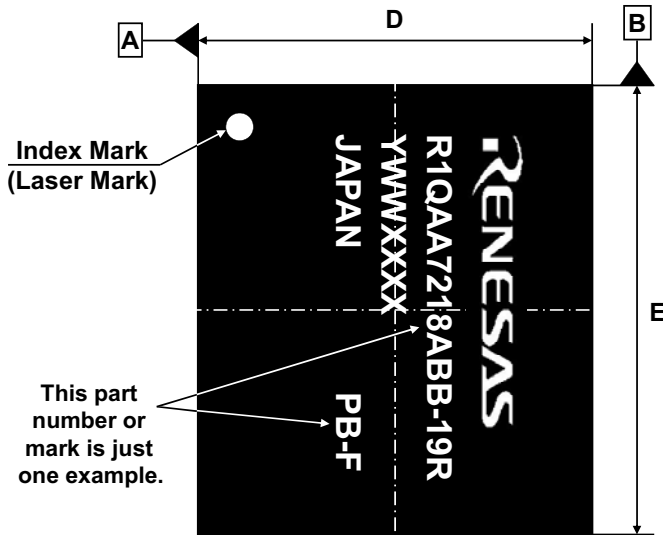 A
D
B
Index Mark
(Laser Mark)
RENESAS
R1QAA7218ABB-19R
YWWXXXX
JAPAN
PB-F
E
This part
number or
mark is just
one example.